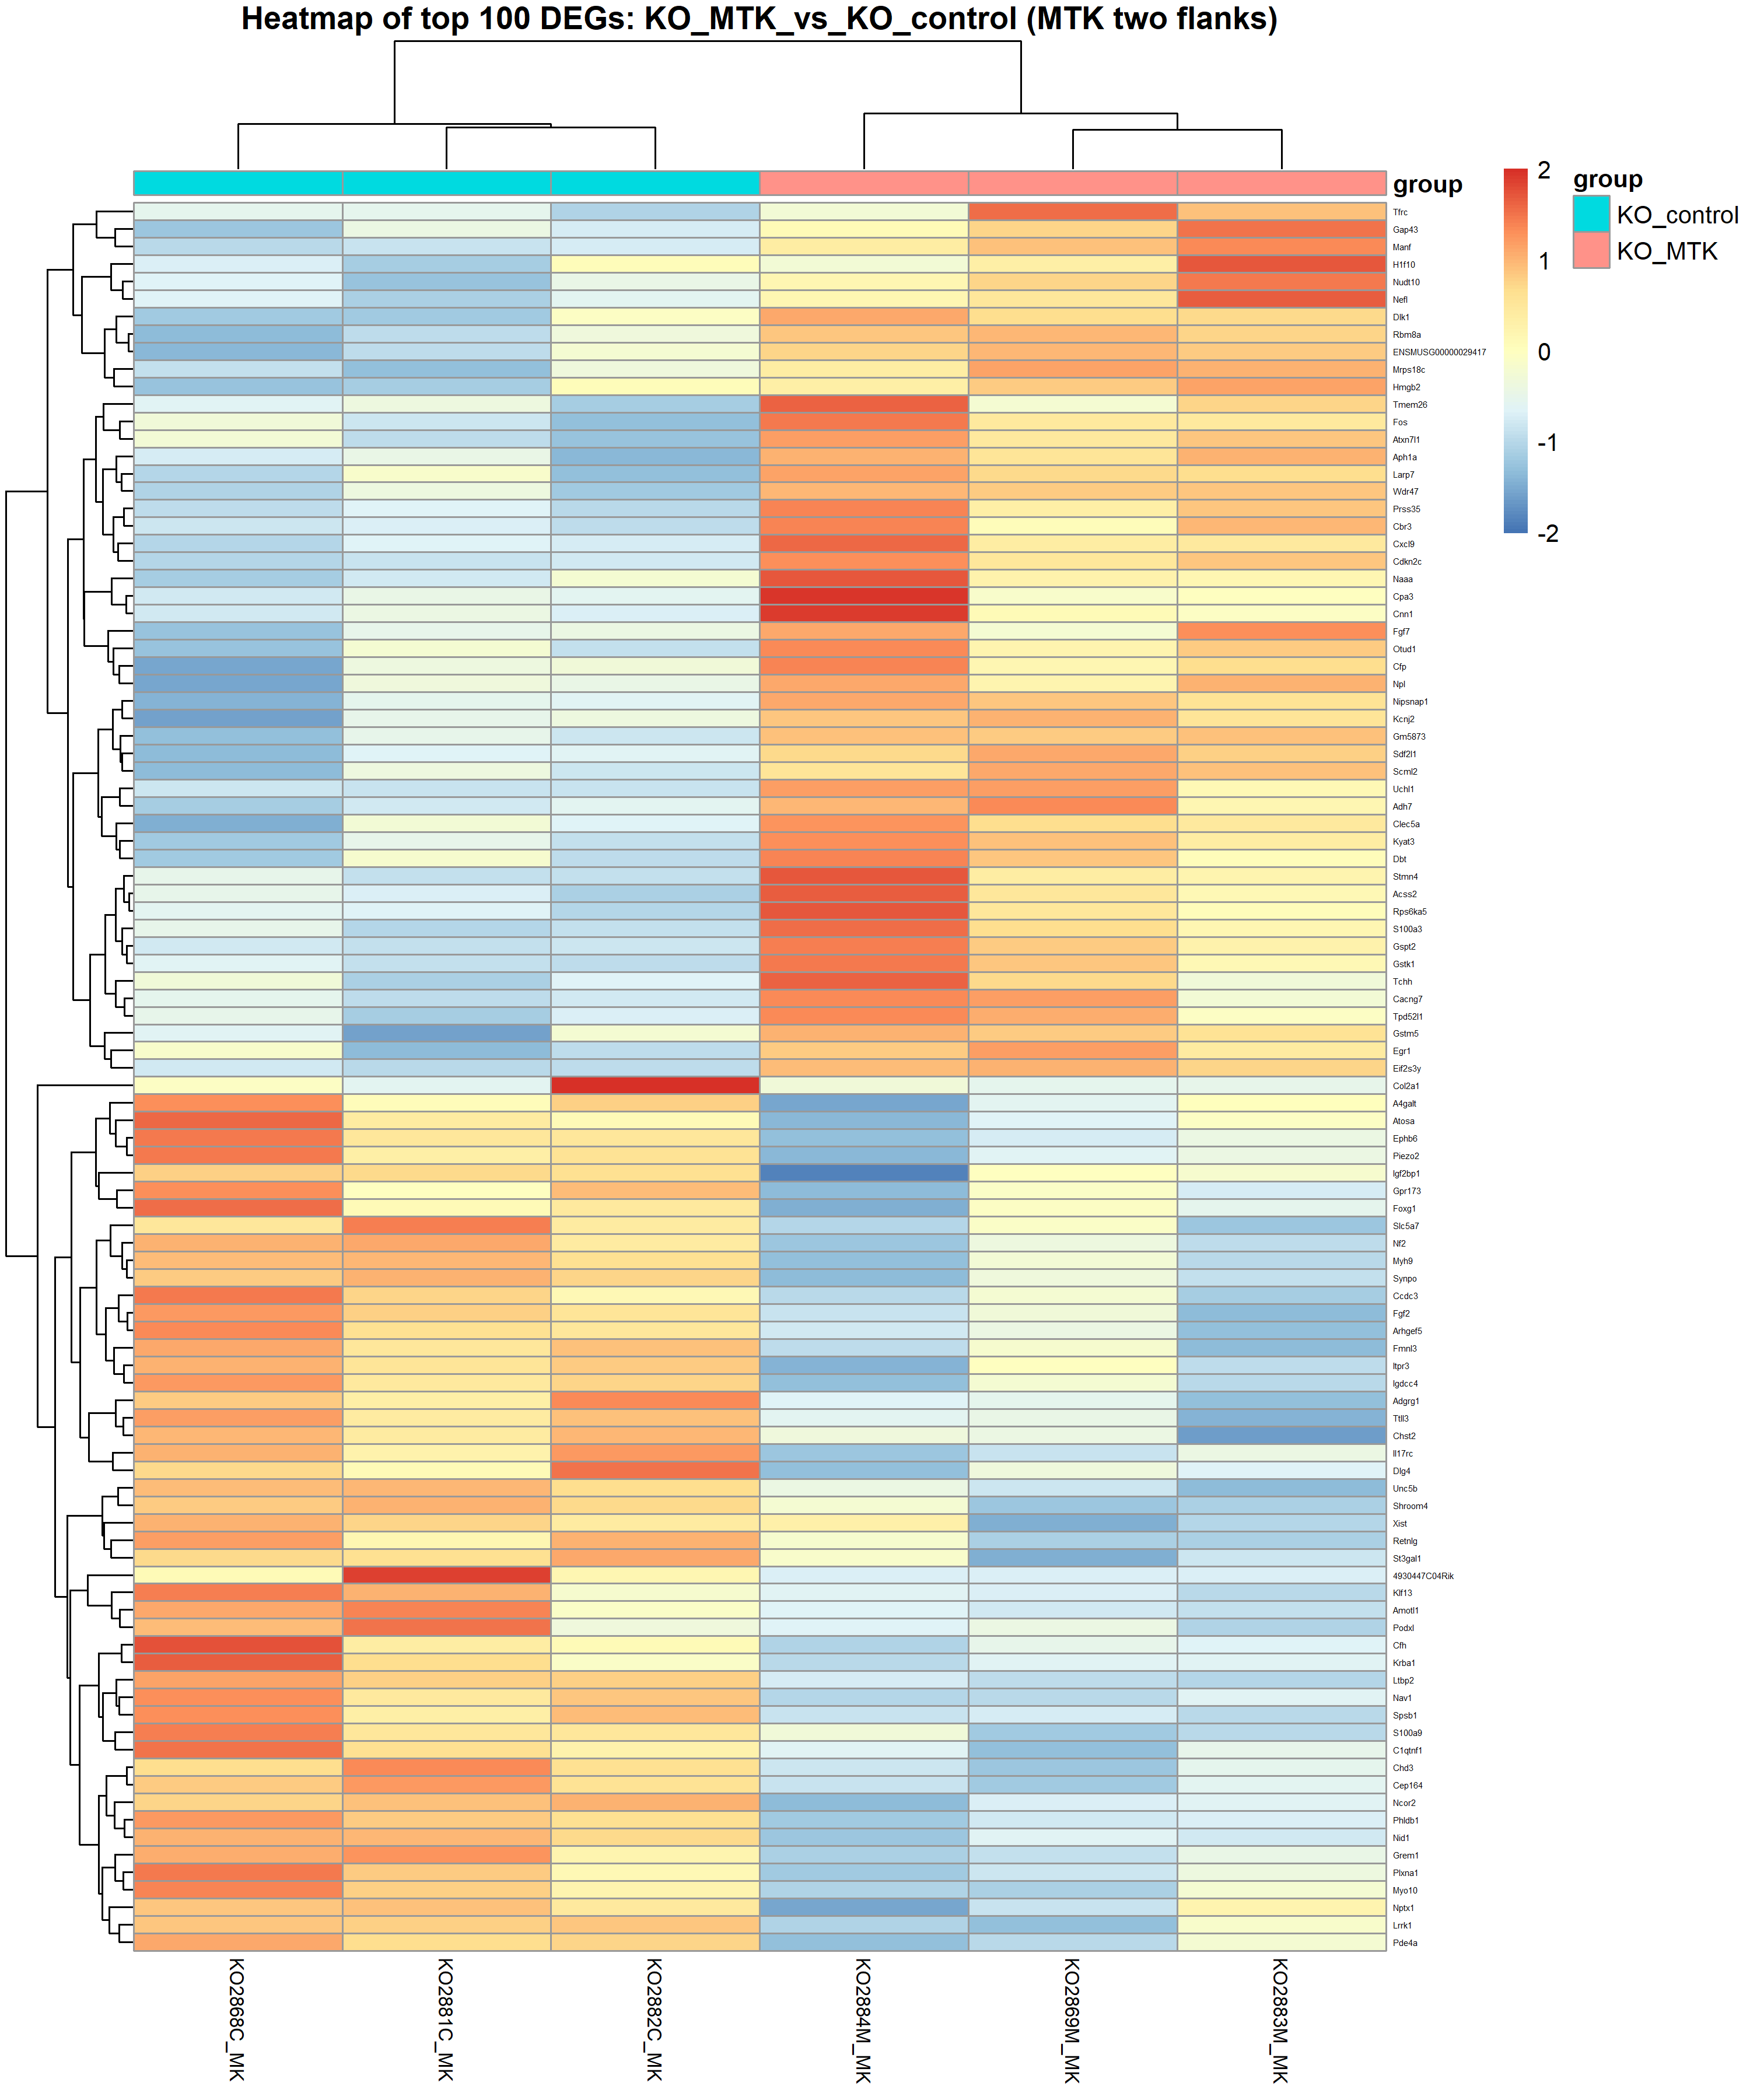 Heatmap of top 100 DEGs: KO_MTK_vs_KO_control (MTK two flanks)
group
2
1
0
-1
-2
group
KO_control
KO_MTK
Tfrc
Gap43
Manf
H1f10
Nudt10
Nefl
Dlk1
Rbm8a
ENSMUSG00000029417
Mrps18c
Hmgb2
Tmem26
Fos
Atxn7l1
Aph1a
Larp7
Wdr47
Prss35
Cbr3
Cxcl9
Cdkn2c
Naaa
Cpa3
Cnn1
Fgf7
Otud1
Cfp
Npl
Nipsnap1
Kcnj2
Gm5873
Sdf2l1
Scml2
Uchl1
Adh7
Clec5a
Kyat3
Dbt
Stmn4
Acss2
Rps6ka5
S100a3
Gspt2
Gstk1
Tchh
Cacng7
Tpd52l1
Gstm5
Egr1
Eif2s3y
Col2a1
A4galt
Atosa
Ephb6
Piezo2
Igf2bp1
Gpr173
Foxg1
Slc5a7
Nf2
Myh9
Synpo
Ccdc3
Fgf2
Arhgef5
Fmnl3
Itpr3
Igdcc4
Adgrg1
Ttll3
Chst2
Il17rc
Dlg4
Unc5b
Shroom4
Xist
Retnlg
St3gal1
4930447C04Rik
Klf13
Amotl1
Podxl
Cfh
Krba1
Ltbp2
Nav1
Spsb1
S100a9
C1qtnf1
Chd3
Cep164
Ncor2
Phldb1
Nid1
Grem1
Plxna1
Myo10
Nptx1
Lrrk1
Pde4a
KO2868C_MK
KO2881C_MK
KO2882C_MK
KO2884M_MK
KO2869M_MK
KO2883M_MK